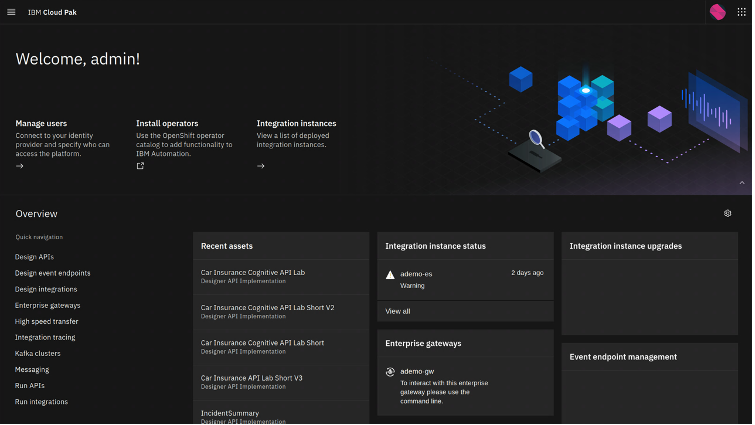 IBM Cloud Pak
Welcome, admin!
Manage users
Connect to your identity
provider and specify who can
access the platform.
Install operators
Use the OpenShift operator
catalog to add functionality to
IBM Automation.
Integration instances
View a list of deployed
integration instances.
Overview
Quick navigation
Design APIs
Design event endpoints
Design integrations
Enterprise gateways
High speed transfer
Integration tracing
Kafka clusters
Messaging
Run APIs
Run integrations
Recent assets
Car Insurance Cognitive API Lab
Designer API Implementation
Car Insurance Cognitive API Lab Short V2
Designer API Implementation
Car Insurance Cognitive API Lab Short
Designer API Implementation
Car Insurance API Lab Short V3
Designer API Implementation
IncidentSummary
Designer API Implementation
Integration instance status
ademo-es 2 days ago
Warning
View all
Enterprise gateways
ademo-gw
To interact with this enterprise
gateway please use the
command line.
Integration instance upgrades
Event endpoint management